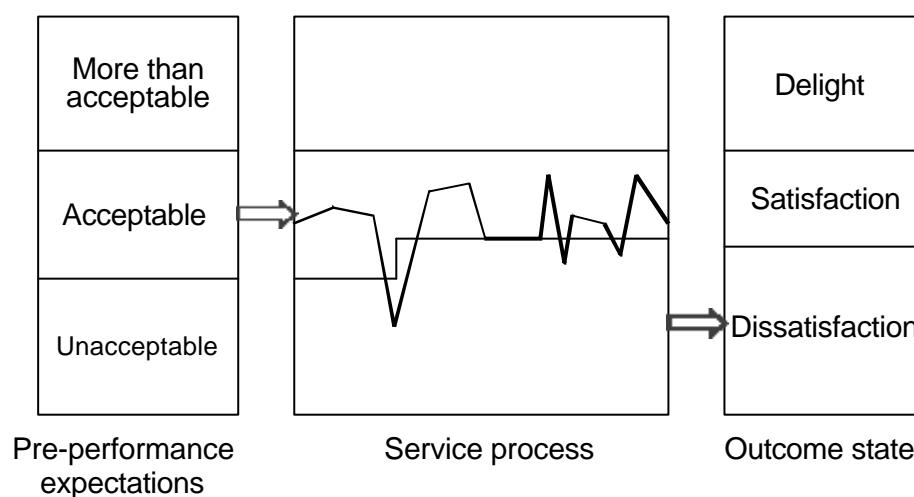 More than
acceptable
Acceptable
Unacceptable
Pre-performance
expectations
Service process
Delight
Satisfaction
Dissatisfaction
Outcome state